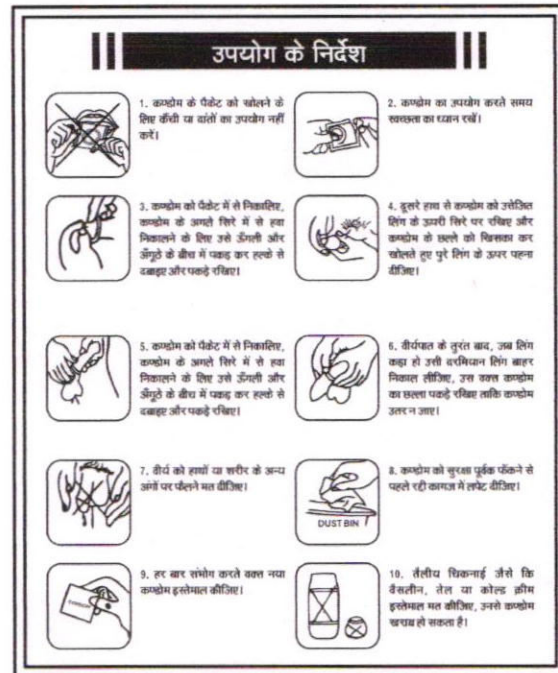 उपयोग के निर्देश
1. कण्डोम के पैकेट को खोलने के
लिए कैंची या दांतों का उपयोग नहीं
करें।
2. कण्डोम का उपयोग करते समय
स्वच्छता का ध्यान रखें।
3. कण्डोम को पैकेट में से निकालिए,
कण्डोम के अगले सिरे में से हवा
निकालने के लिए उसे ऊँगली और
अँगुठे के बीच में पकड़ कर हल्के से
दबाइए और पकड़े रखिए।
4. दूसरे हाथ से कण्डोम को उत्तेजित
लिंग के ऊपरी सिरे पर रखिए और
कण्डोम के छल्ले को खिसका कर
खोलते हुए पुरे लिंग के ऊपर पहना
दीजिए।
5. कण्डोम को पैकेट में से निकालिए,
कण्डोम के अगले सिरे में से हवा
निकालने के लिए उसे ऊँगली और
अँगुठे के बीच में पकड़ कर हल्के से
दबाइए और पकड़े रखिए।
6. वीर्यपात के तुरंत बाद, जब लिंग
कड़ा हो उसी दरमियान लिंग बाहर
निकाल लीजिए, उस वक्त कण्डोम
का छल्ला पकड़े रखिए ताकि कण्डोम
उतर न जाए।
7. वीर्य को हाथों या शरीर के अन्य
अंगों पर फैलने मत दीजिए।
8. कण्डोम को सुरक्षा पूर्वक फेंकने से
पहले रद्दी कागज में लपेट दीजिए।
DUST BIN
9. हर बार संभोग करते वक्त नया
कण्डोम इस्तेमाल कीजिए।
10. तैलीय चिकनाई जैसे कि
वैसलीन, तेल या कोल्ड क्रीम
इस्तेमाल मत कीजिए, उनसे कण्डोम
खराब हो सकता है।